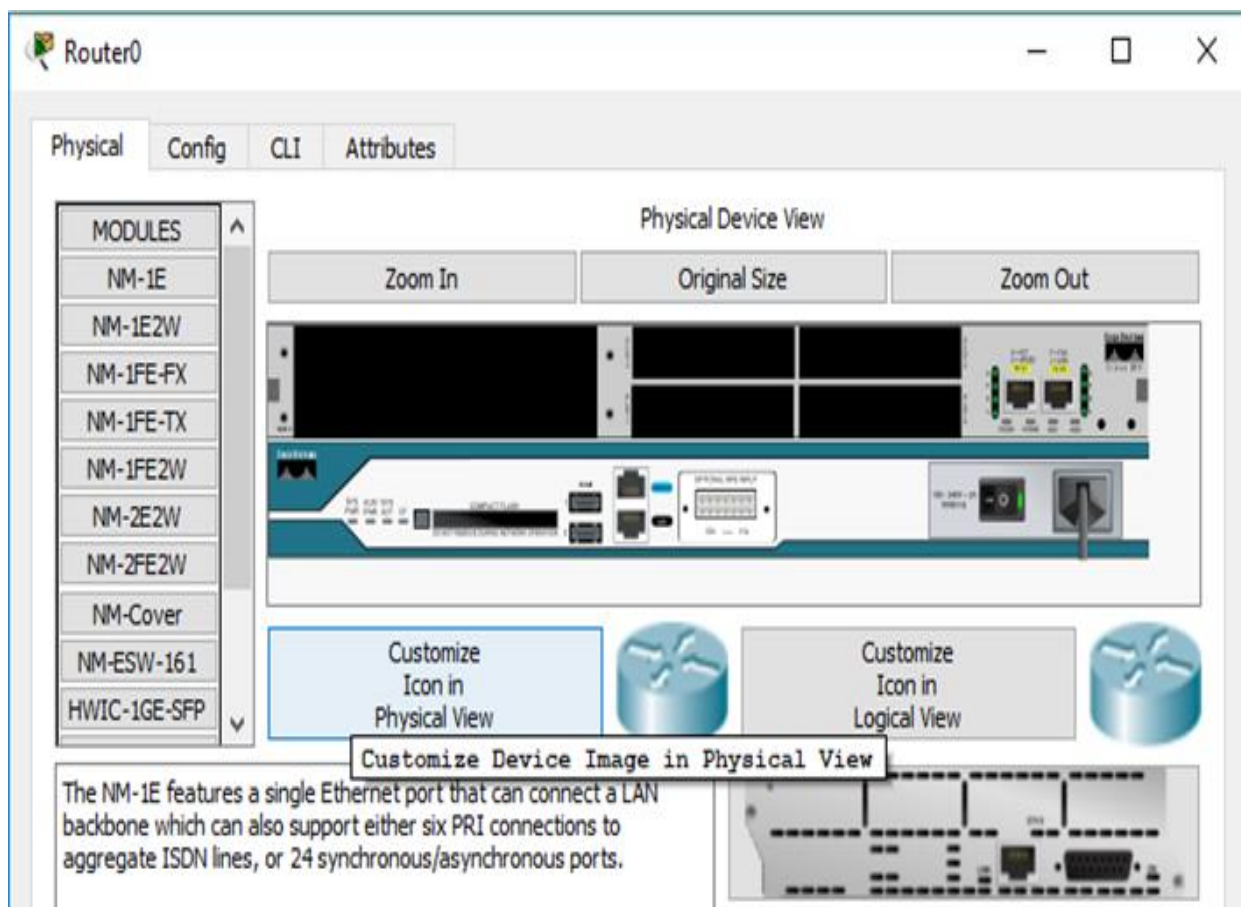 Router0
Physical
Config
CLI
Attributes
MODULES
NM-1E
NM-1E2W
NM-1FE-FX
NM-1FE-TX
NM-1FE2W
NM-2E2W
NM-2FE2W
NM-Cover
NM-ESW-161
HWIC-1GE-SFP
Physical Device View
Zoom In
Original Size
Zoom Out
COMPACT FLASH
Customize
Icon in
Physical View
Customize
Icon in
Logical View
Customize Device Image in Physical View
The NM-1E features a single Ethernet port that can connect a LAN
backbone which can also support either six PRI connections to
aggregate ISDN lines, or 24 synchronous/asynchronous ports.